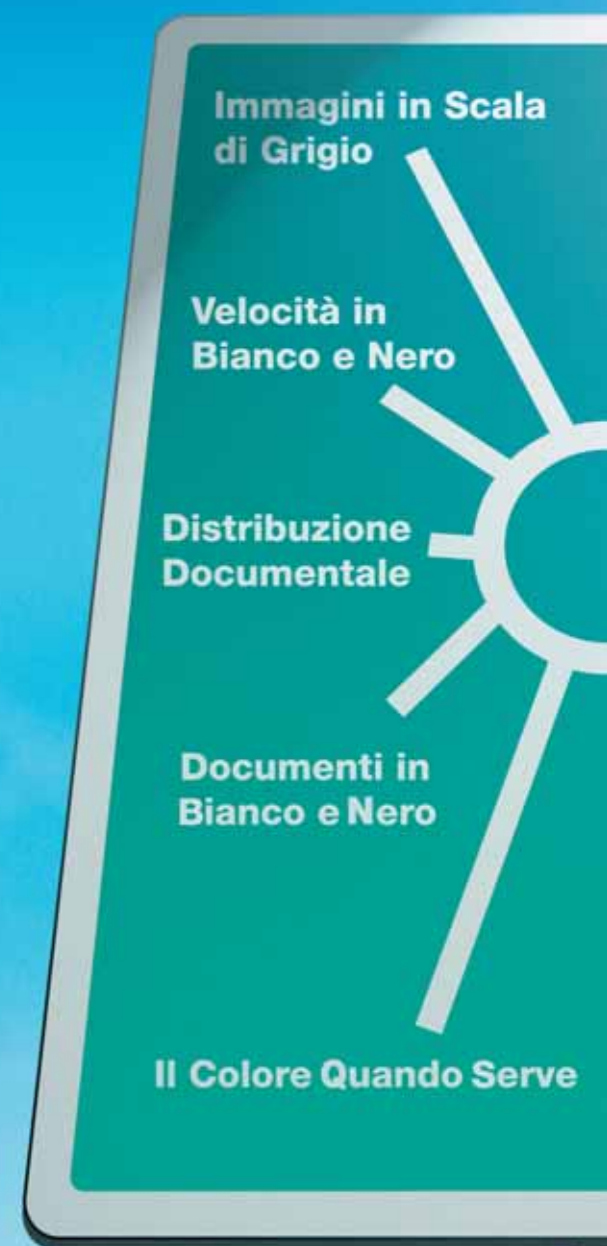 Immagini in Scala
di Grigio
Velocità in
Bianco e Nero
Distribuzione
Documentale
Documenti in
Bianco e Nero
Il Colore Quando Serve